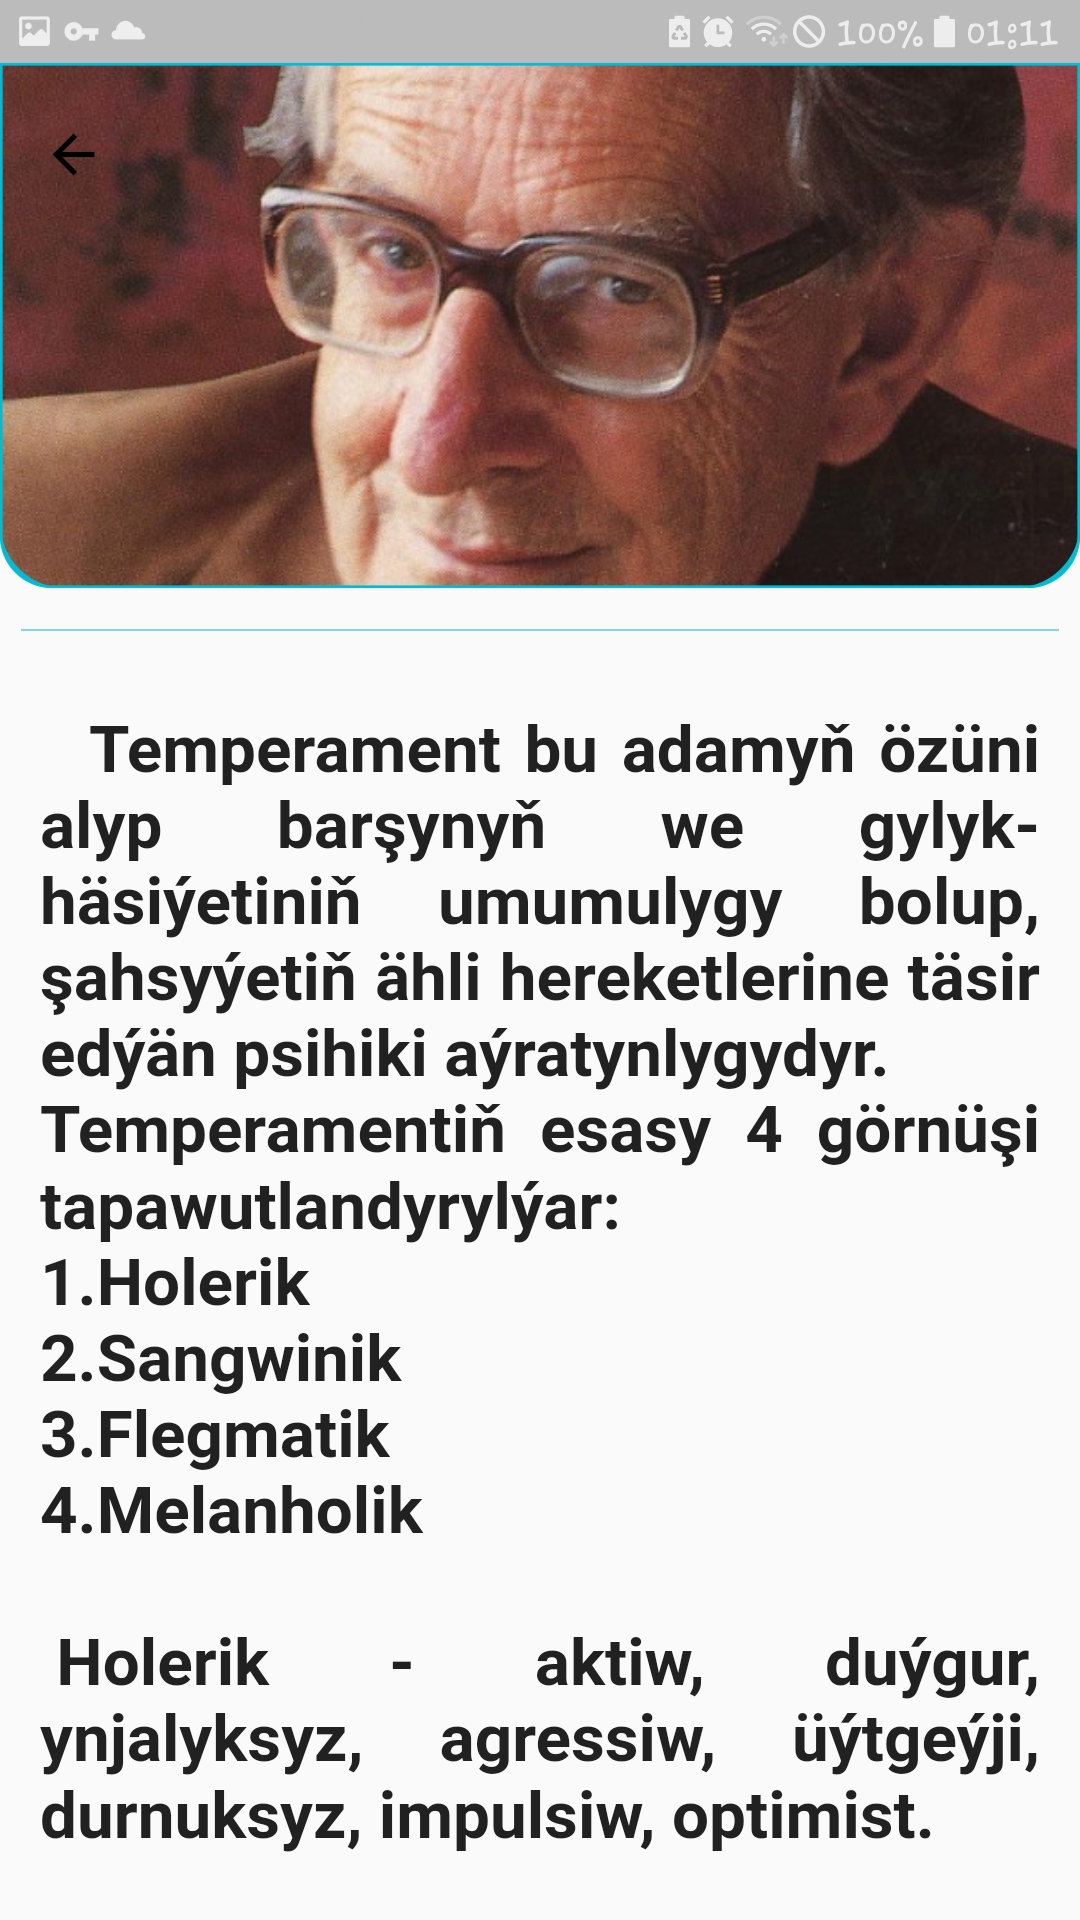 100% 01:11
Temperament bu adamyň özüni
alyp barşynyň we gylyk-
häsiýetiniň umumulygy bolup,
şahsyýetiň ähli hereketlerine täsir
edýän psihiki aýratynlygydyr.
Temperamentiň esasy 4 görnüşi
tapawutlandyrylýar:
1.Holerik
2.Sangwinik
3.Flegmatik
4.Melanholik
Holerik - aktiw, duýgur,
ynjalyksyz, agressiw, üýtgeýji,
durnuksyz, impulsiw, optimist.